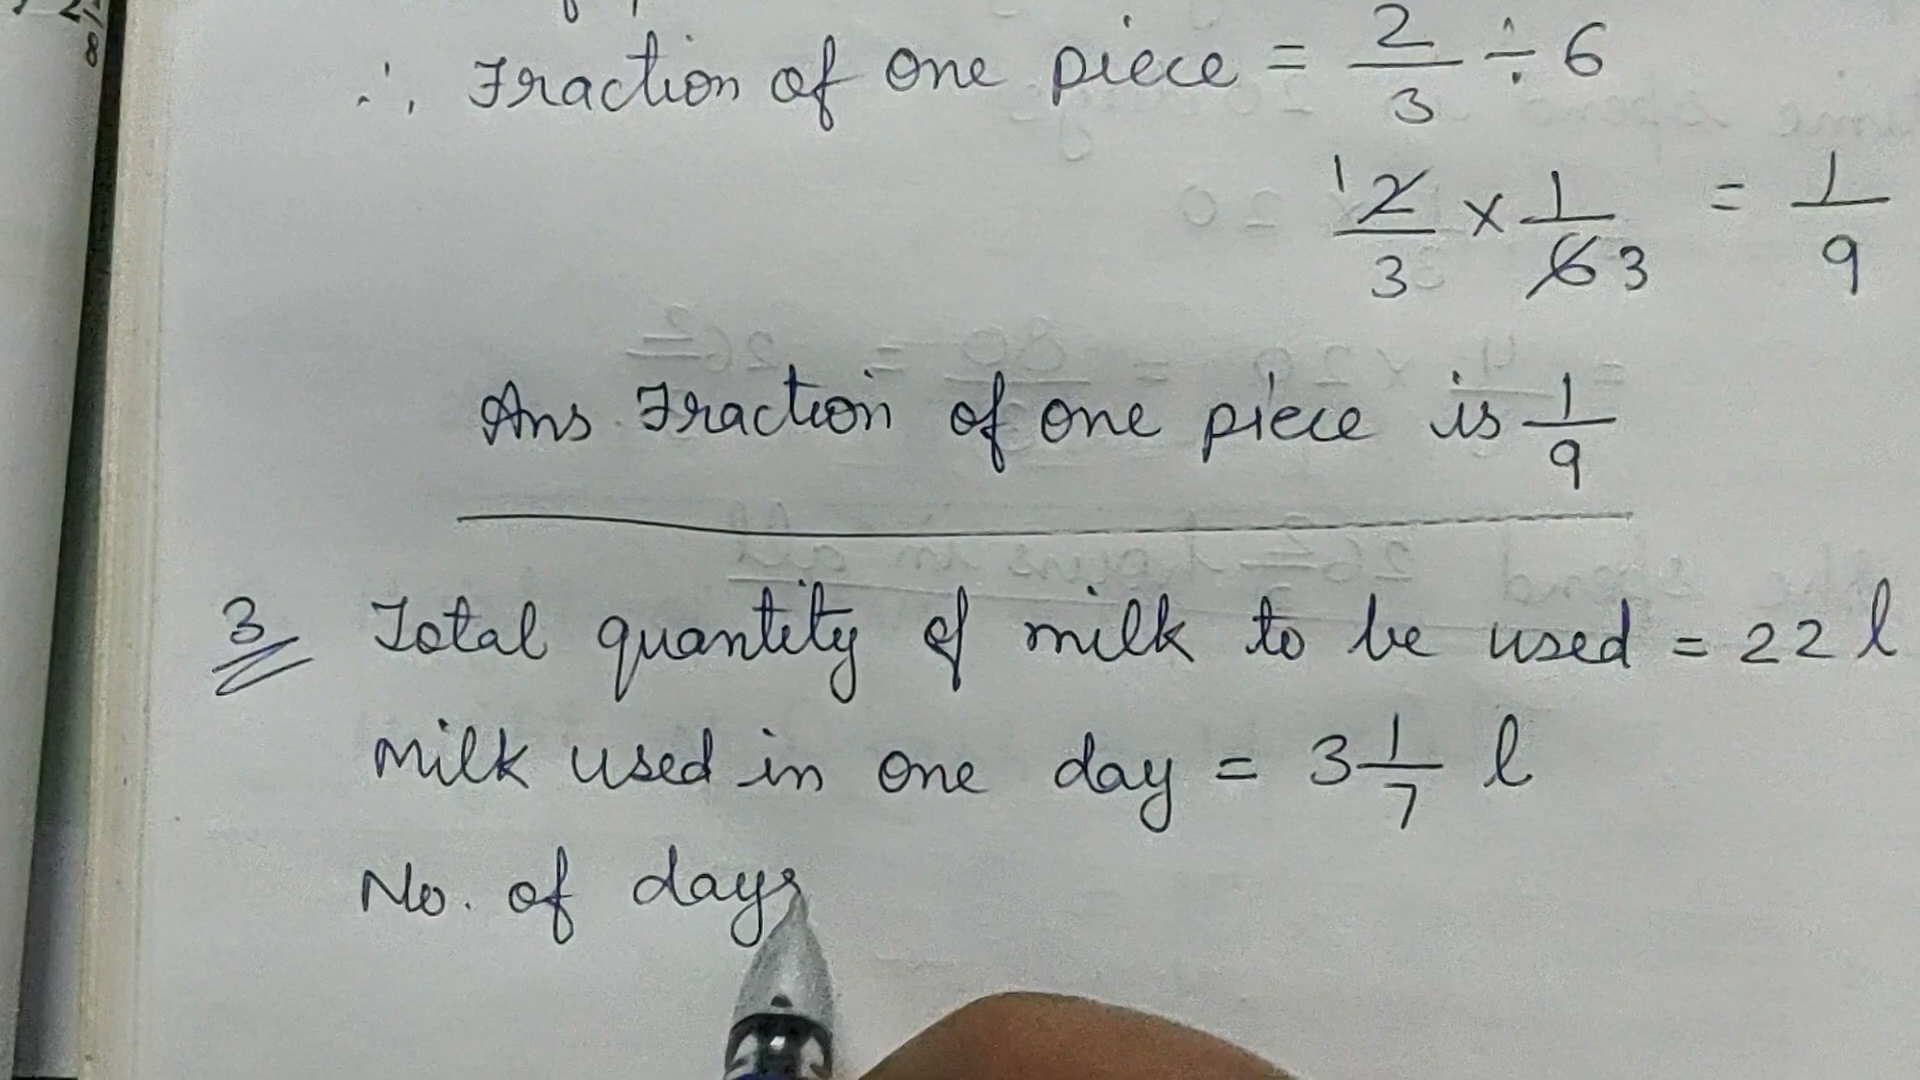 ∴ Fraction of one piece = 2/3 ÷ 6
2/3 × 1/6 = 1/9
1 3
Ans. Fraction of one piece is 1/9
3 Total quantity of milk to be used = 22 l
Milk used in one day = 3 1/7 l
No. of days